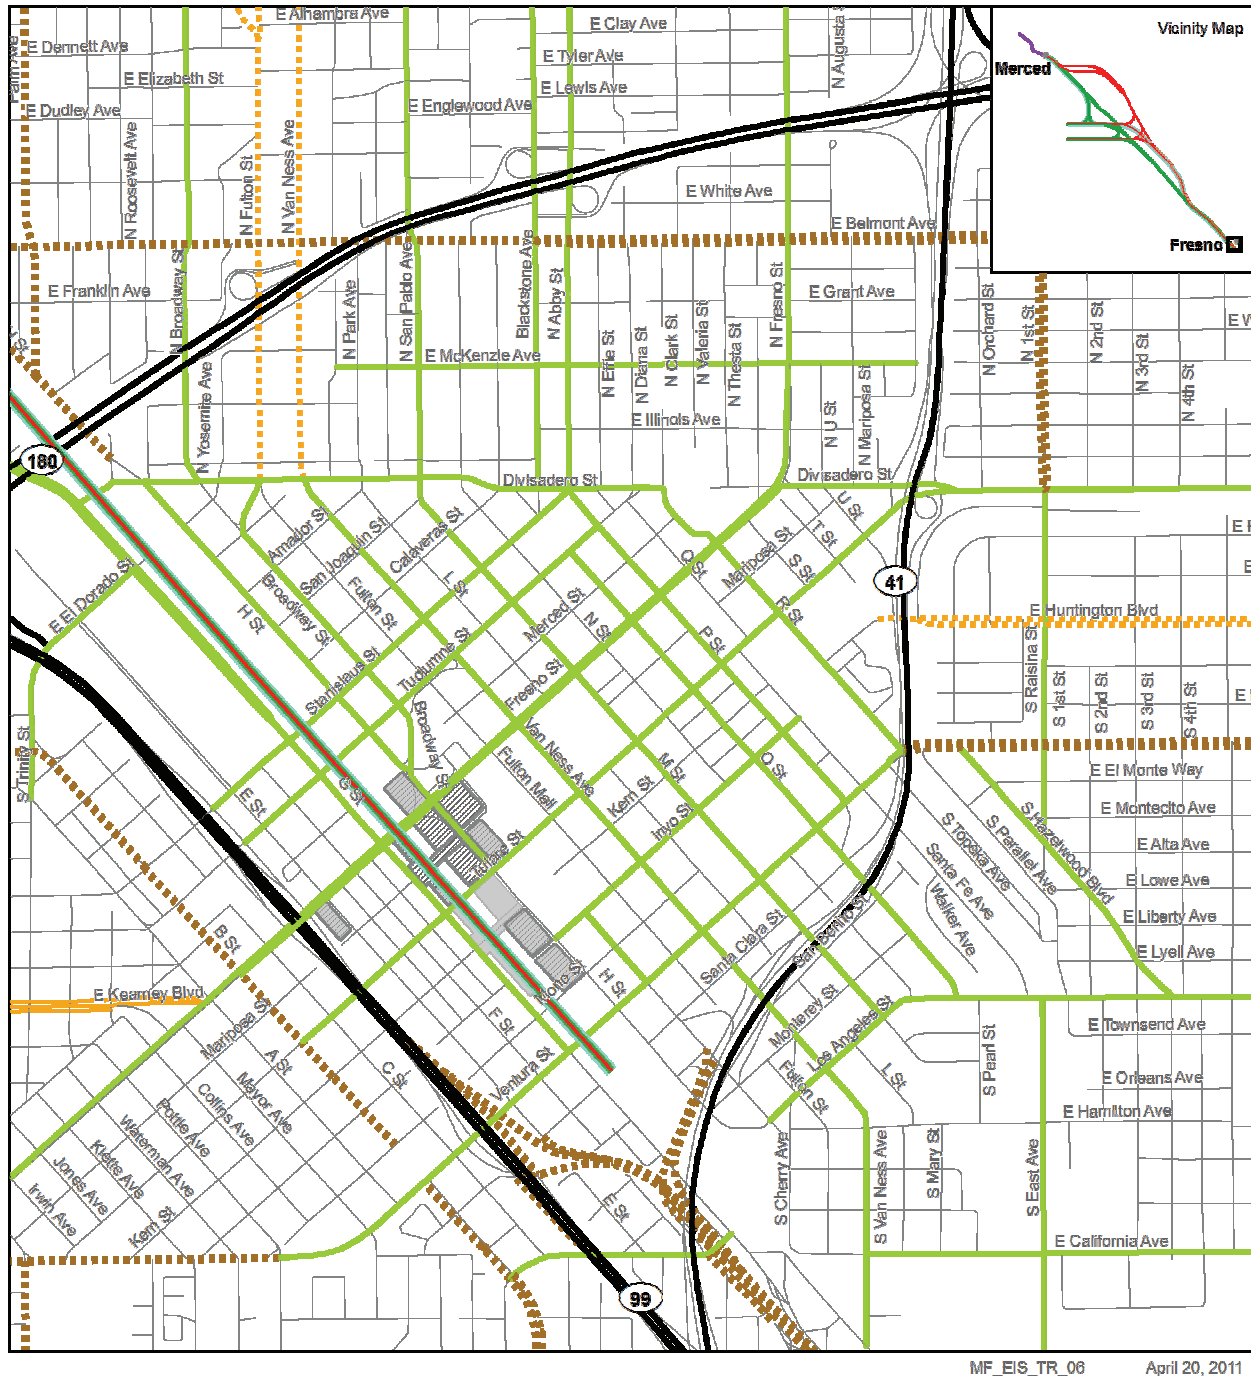 E Alhambra Ave
E Clay Ave
Vicinity Map
E Dennett Ave
N Augusta
E Tyler Ave
Merced
E Elizabeth St
E Lewis Ave
Palm Ave
E Dudley Ave
E Englewood Ave
N Roosevelt Ave
N Fulton St
N Van Ness Ave
E White Ave
E Belmont Ave
Fresno
E Franklin Ave
N Broadway St
N Park Ave
N San Pablo Ave
Blackstone Ave
N Abby St
N Fresno St
E Grant Ave
N Orchard St
N 1st St
N 2nd St
N 3rd St
N 4th St
E McKenzie Ave
N Effie St
N Diana St
N Clark St
N Valeria St
N Thesta St
N U St
N Mariposa St
E Illinois Ave
N Yosemite Ave
180
Divisadero St
Divisadero St
Amador St
San Joaquin St
Calaveras St
U St
T St
S St
Mariposa St
Q St
R St
41
E El Dorado St
H St
Broadway St
Fulton St
L St
Merced St
N St
P St
E Huntington Blvd
Stanislaus St
Tuolumne St
Fresno St
S Raisina St
S 1st St
S 2nd St
S 3rd St
S 4th St
Broadway St
Van Ness Ave
Fulton Mall
M St
O St
Kern St
Inyo St
S Trinity St
E St
G St
Tulare St
E El Monte Way
E Montecito Ave
E Alta Ave
E Lowe Ave
E Liberty Ave
E Lyell Ave
S Hazelwood Blvd
S Parallel Ave
S Topeka Ave
Santa Fe Ave
Walker Ave
B St
San Benito St
Santa Clara St
Mono St
H St
E Kearney Blvd
Mariposa St
F St
Ventura St
Monterey St
Los Angeles St
E Townsend Ave
A St
C St
Mayor Ave
Collins Ave
Pottle Ave
Waterman Ave
Klette Ave
Jones Ave
Irwin Ave
Kern St
Fulton St
L St
S Pearl St
E Orleans Ave
E Hamilton Ave
E St
S Cherry Ave
S Van Ness Ave
S Mary St
S East Ave
E California Ave
99
MF_EIS_TR_06
April 20, 2011